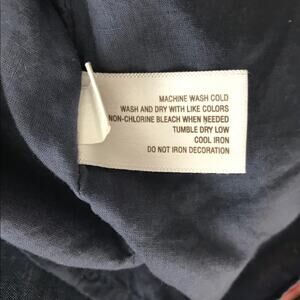 MACHINE WASH COLD
WASH AND DRY WITH LIKE COLORS
NON-CHLORINE BLEACH WHEN NEEDED
TUMBLE DRY LOW
COOL IRON
DO NOT IRON DECORATION